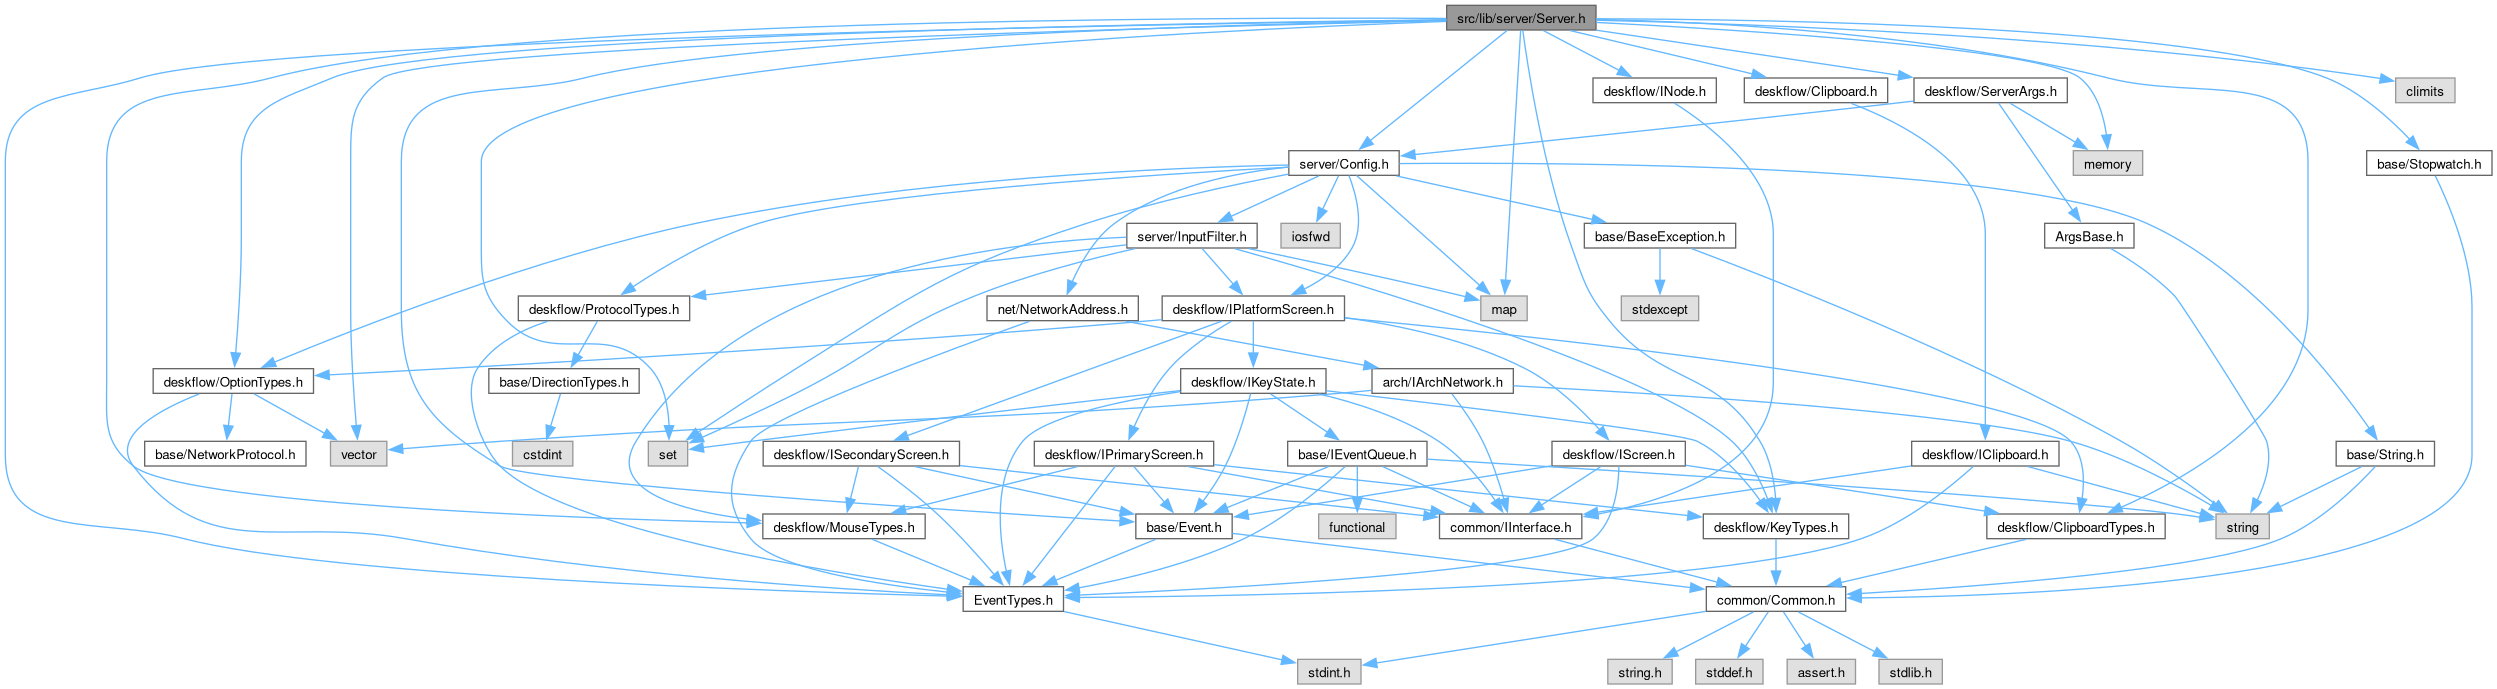 src/lib/server/Server.h
deskflow/INode.h
deskflow/Clipboard.h
deskflow/ServerArgs.h
climits
server/Config.h
memory
base/Stopwatch.h
server/InputFilter.h
iosfwd
base/BaseException.h
ArgsBase.h
deskflow/ProtocolTypes.h
net/NetworkAddress.h
deskflow/IPlatformScreen.h
map
stdexcept
deskflow/OptionTypes.h
base/DirectionTypes.h
deskflow/IKeyState.h
arch/IArchNetwork.h
base/NetworkProtocol.h
vector
cstdint
set
deskflow/ISecondaryScreen.h
deskflow/IPrimaryScreen.h
base/IEventQueue.h
deskflow/IScreen.h
deskflow/IClipboard.h
base/String.h
deskflow/MouseTypes.h
base/Event.h
functional
common/IInterface.h
deskflow/KeyTypes.h
deskflow/ClipboardTypes.h
string
EventTypes.h
common/Common.h
stdint.h
string.h
stddef.h
assert.h
stdlib.h